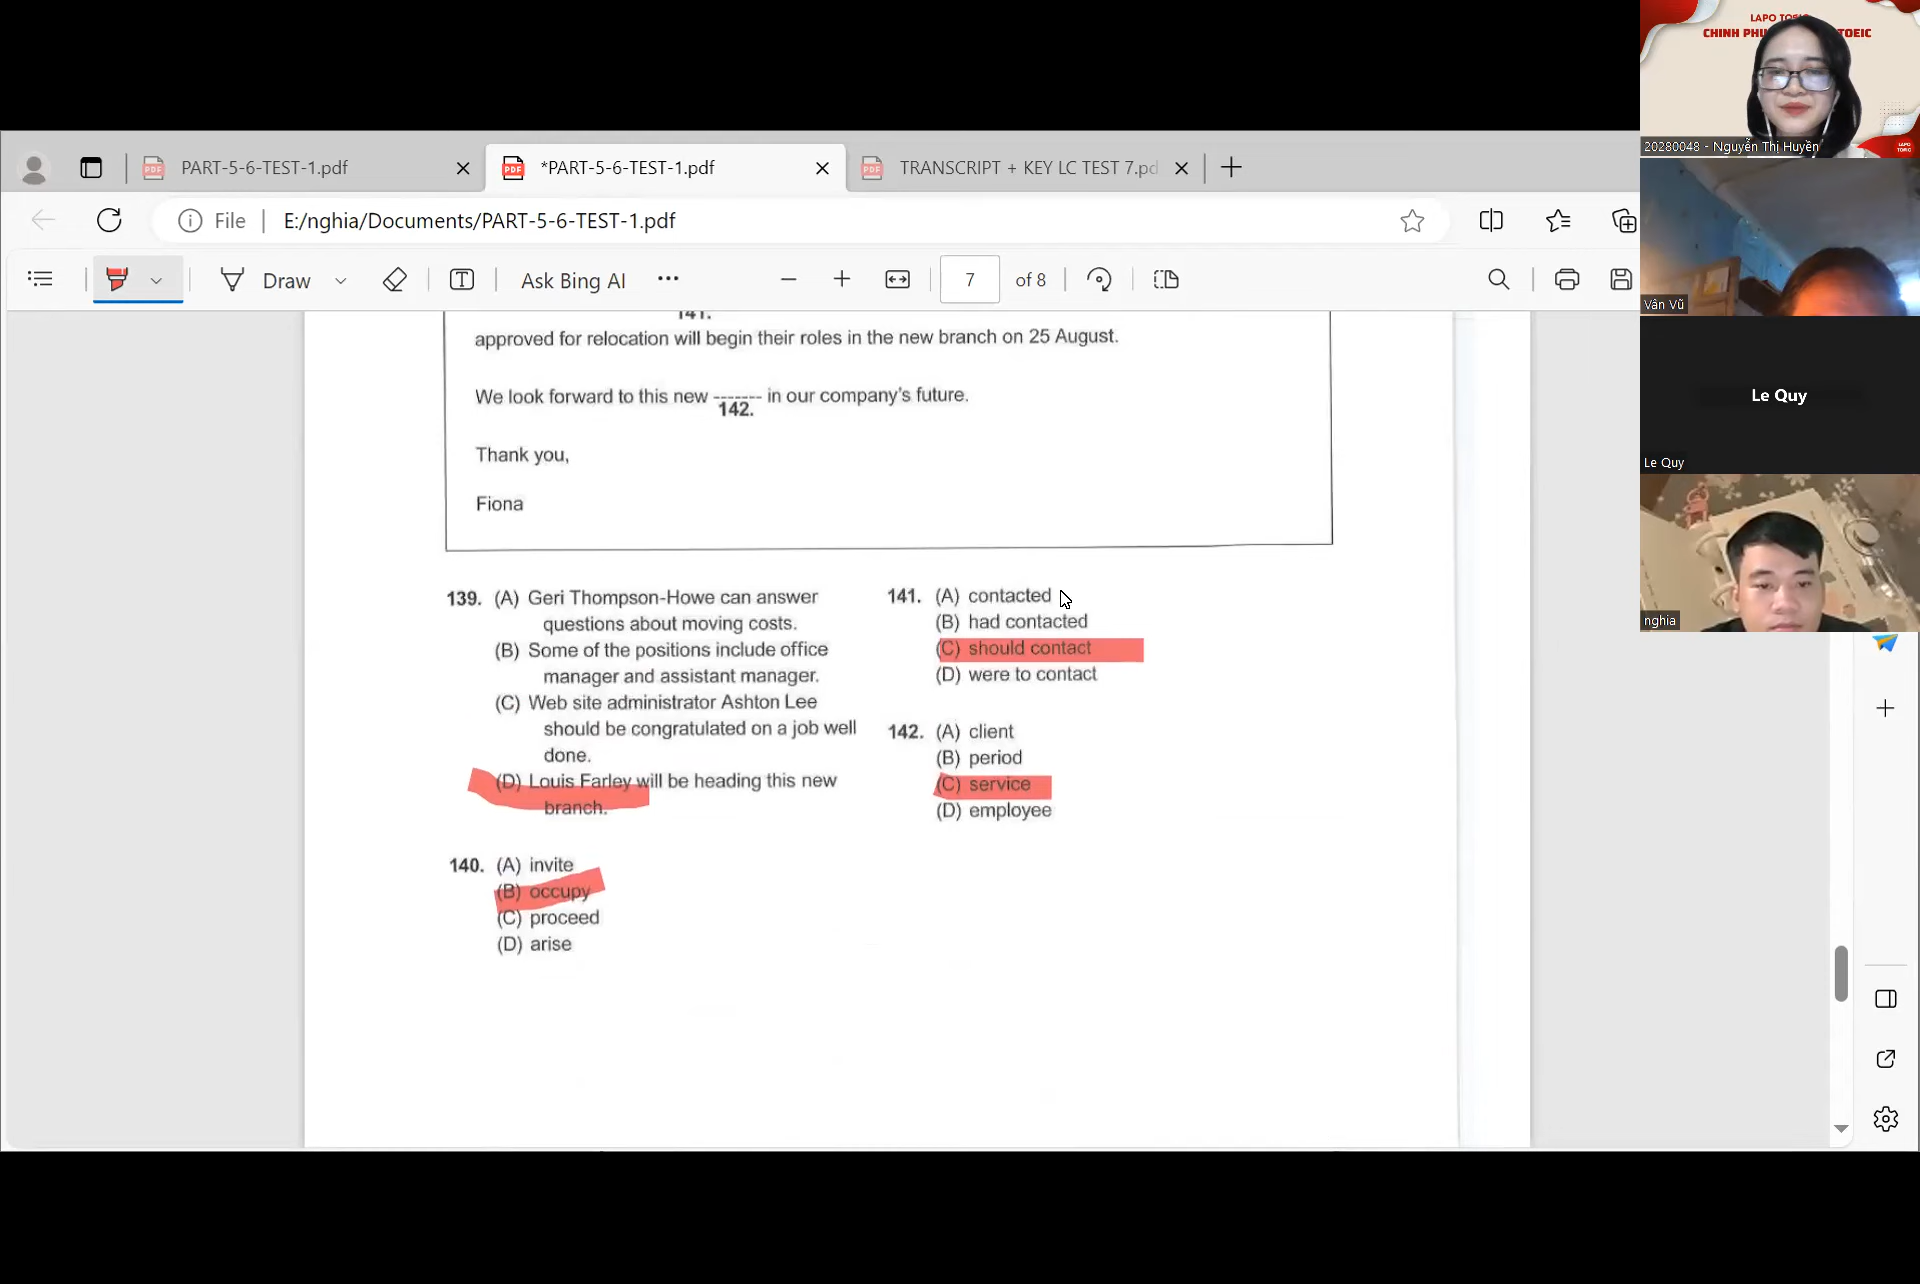 LAPO TOEIC
CHINH PHU TOEIC
20280048 - Nguyễn Thị Huyền
PART-5-6-TEST-1.pdf
*PART-5-6-TEST-1.pdf
TRANSCRIPT + KEY LC TEST 7.pd
File
E:/nghia/Documents/PART-5-6-TEST-1.pdf
Draw
Ask Bing AI
7 of 8
Vân Vũ
Le Quy
Le Quy
nghia
141.
approved for relocation will begin their roles in the new branch on 25 August.
We look forward to this new ------- in our company's future.
142.
Thank you,
Fiona
139. (A) Geri Thompson-Howe can answer
questions about moving costs.
(B) Some of the positions include office
manager and assistant manager.
(C) Web site administrator Ashton Lee
should be congratulated on a job well
done.
(D) Louis Farley will be heading this new
branch.
140. (A) invite
(B) occupy
(C) proceed
(D) arise
141. (A) contacted
(B) had contacted
(C) should contact
(D) were to contact
142. (A) client
(B) period
(C) service
(D) employee